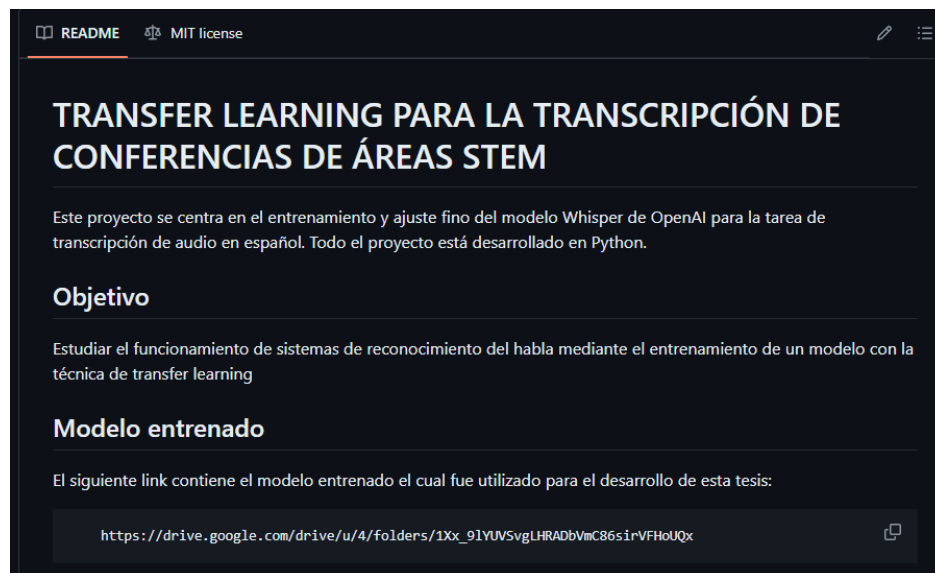 README MIT license
TRANSFER LEARNING PARA LA TRANSCRIPCIÓN DE
CONFERENCIAS DE ÁREAS STEM
Este proyecto se centra en el entrenamiento y ajuste fino del modelo Whisper de OpenAI para la tarea de
transcripción de audio en español. Todo el proyecto está desarrollado en Python.
Objetivo
Estudiar el funcionamiento de sistemas de reconocimiento del habla mediante el entrenamiento de un modelo con la
técnica de transfer learning
Modelo entrenado
El siguiente link contiene el modelo entrenado el cual fue utilizado para el desarrollo de esta tesis:
https://drive.google.com/drive/u/4/folders/1Xx_9lYUVSvgLHRADbVmC86sirVFHoUQx